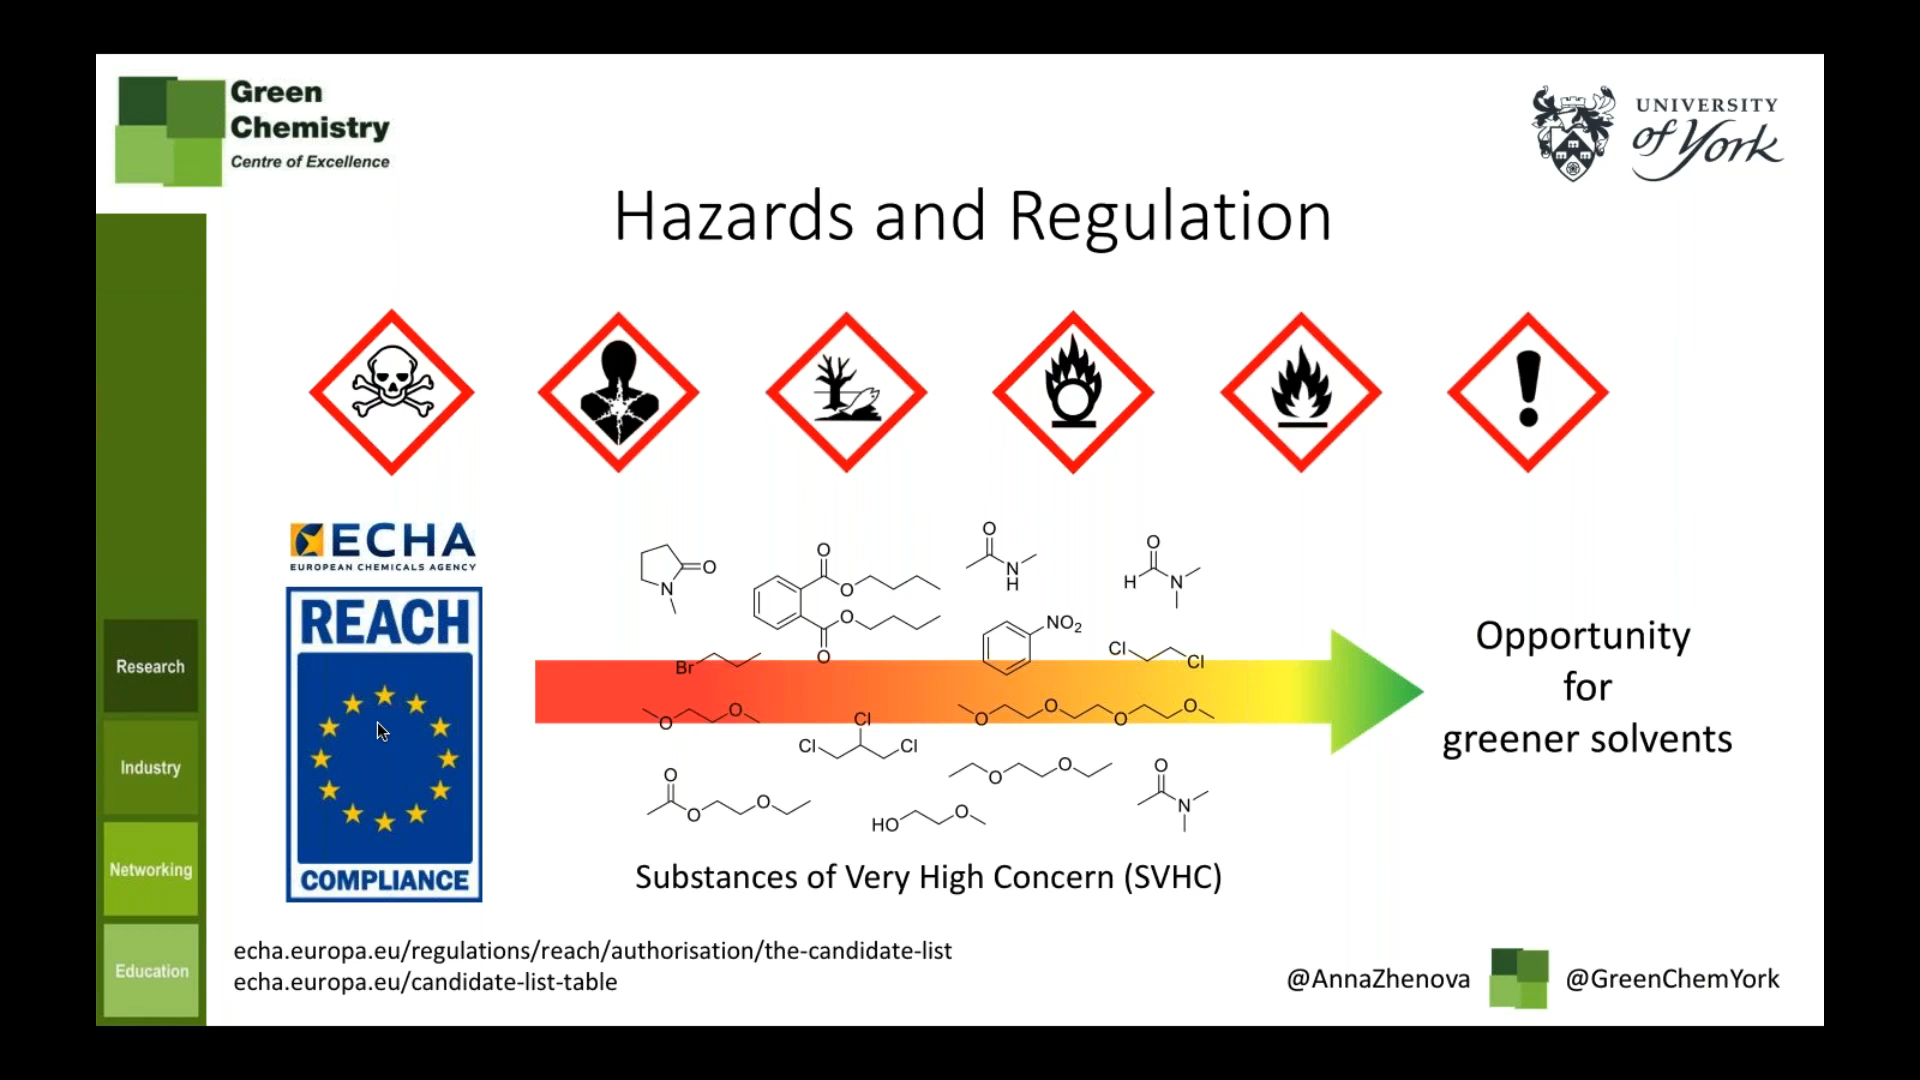 Green
Chemistry
Centre of Excellence
UNIVERSITY
of York
Hazards and Regulation
ECHA
EUROPEAN CHEMICALS AGENCY
REACH
COMPLIANCE
Research
Industry
Networking
Education
O
N
O
O
O
O
O
N
H
O
H
N
Br
NO2
Cl
Cl
O
O
Cl
Cl
Cl
O
O
O
O
O
O
O
O
O
HO
O
O
N
Substances of Very High Concern (SVHC)
Opportunity
for
greener solvents
echa.europa.eu/regulations/reach/authorisation/the-candidate-list
echa.europa.eu/candidate-list-table
@AnnaZhenova
@GreenChemYork